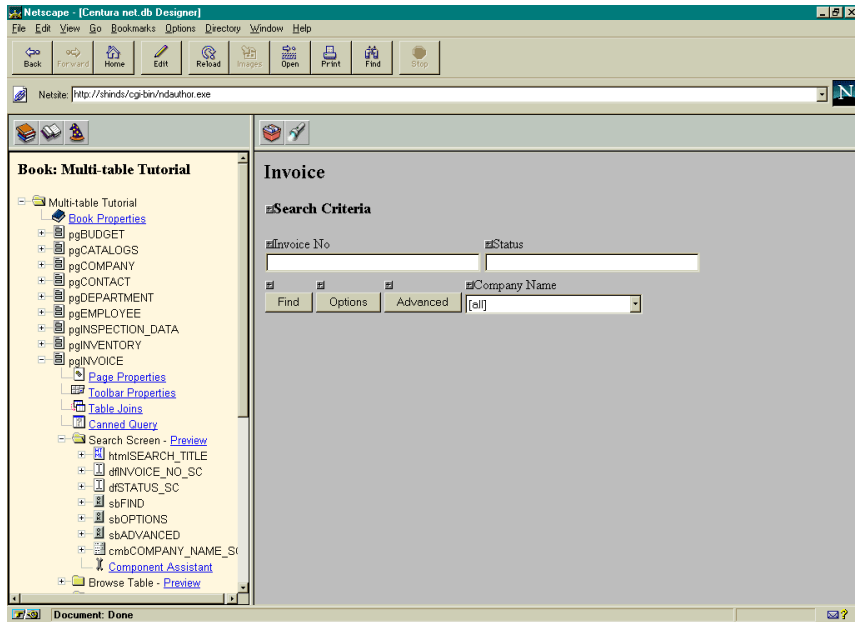 Netscape - [Centura net.db Designer]
File Edit View Go Bookmarks Options Directory Window Help
Back Forward Home Edit Reload Images Open Print Find Stop
Netsite: http://shinds/cgi-bin/ndauthor.exe
N
Book: Multi-table Tutorial
Multi-table Tutorial
Book Properties
pgBUDGET
pgCATALOGS
pgCOMPANY
pgCONTACT
pgDEPARTMENT
pgEMPLOYEE
pgINSPECTION_DATA
pgINVENTORY
pgINVOICE
Page Properties
Toolbar Properties
Table Joins
Canned Query
Search Screen - Preview
htmlSEARCH_TITLE
dfINVOICE_NO_SC
dfSTATUS_SC
sbFIND
sbOPTIONS
sbADVANCED
cmbCOMPANY_NAME_S
Component Assistant
Browse Table - Preview
Invoice
Search Criteria
Invoice No Status
Company Name
Find Options Advanced [all]
Document: Done